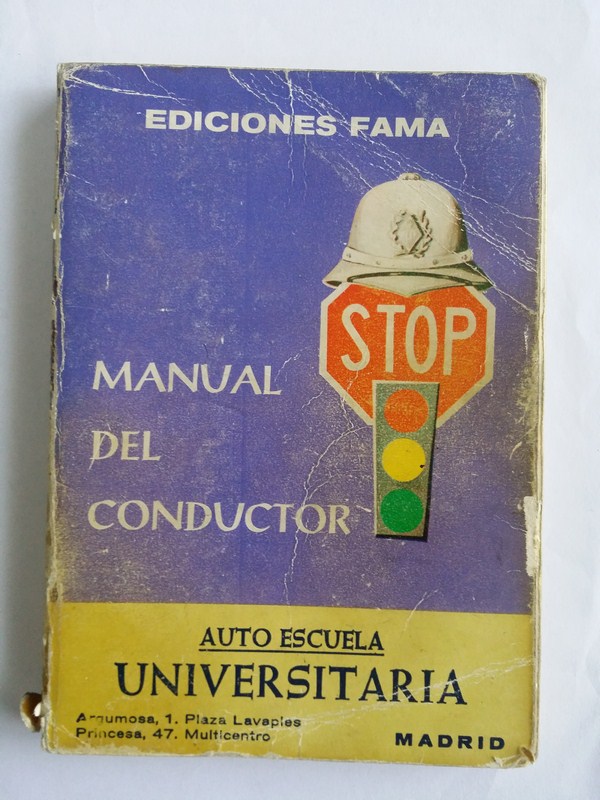 EDICIONES FAMA
STOP
MANUAL
DEL
CONDUCTOR
AUTO ESCUELA
UNIVERSITARIA
Argumosa, 1. Plaza Lavapies
Princesa, 47. Multicentro
MADRID